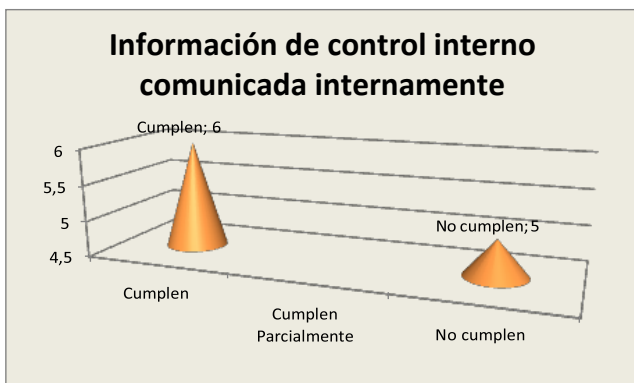 Información de control interno
comunicada internamente
Cumplen; 6
6
5,5
5
4,5
No cumplen; 5
Cumplen
Cumplen
Parcialmente
No cumplen